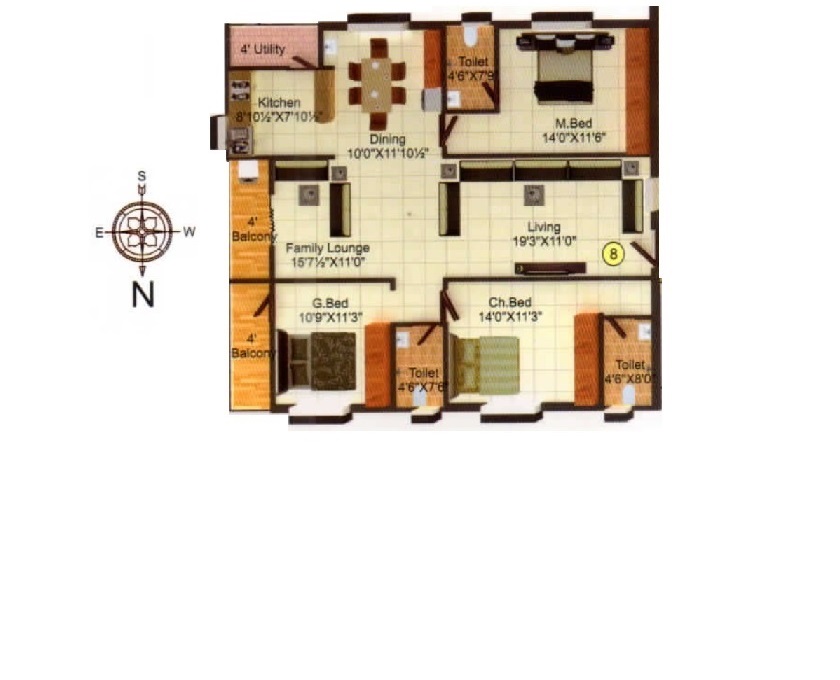 4' Utility
Kitchen
8'10½"X7'10½"
Dining
10'0"X11'10½"
Toilet
4'6"X7'9
M.Bed
14'0"X11'6"
S
E
W
N
4'
Balcony
Family Lounge
15'7½"X11'0"
Living
19'3"X11'0"
8
G.Bed
10'9"X11'3"
Ch.Bed
14'0"X11'3"
4'
Balcony
Toilet
4'6"X7'6"
Toilet
4'6"X8'0"